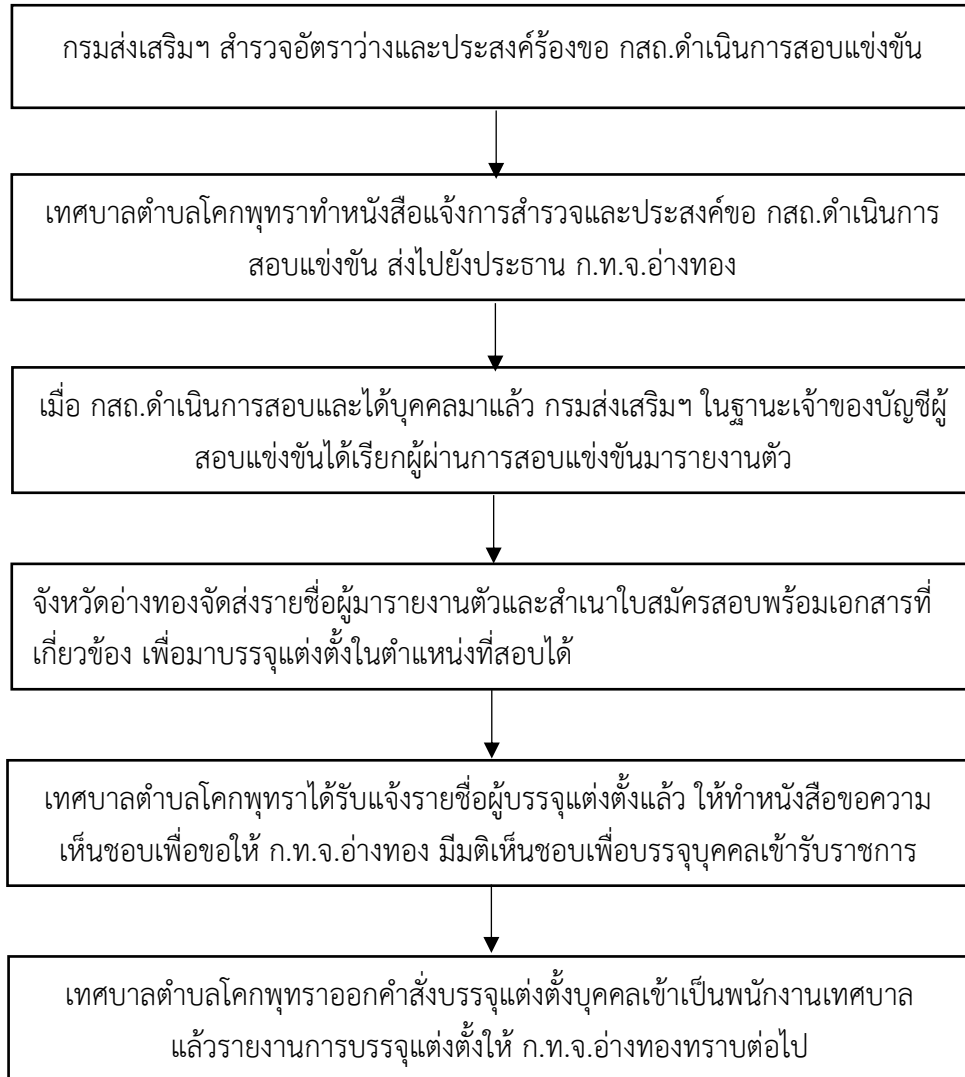 กรมส่งเสริมฯ สำรวจอัตราว่างและประสงค์ร้องขอ กสถ.ดำเนินการสอบแข่งขัน
เทศบาลตำบลโคกพุทราทำหนังสือแจ้งการสำรวจและประสงค์ขอ กสถ.ดำเนินการ
สอบแข่งขัน ส่งไปยังประธาน ก.ท.จ.อ่างทอง
เมื่อ กสถ.ดำเนินการสอบและได้บุคคลมาแล้ว กรมส่งเสริมฯ ในฐานะเจ้าของบัญชีผู้
สอบแข่งขันได้เรียกผู้ผ่านการสอบแข่งขันมารายงานตัว
จังหวัดอ่างทองจัดส่งรายชื่อผู้มารายงานตัวและสำเนาใบสมัครสอบพร้อมเอกสารที่
เกี่ยวข้อง เพื่อมาบรรจุแต่งตั้งในตำแหน่งที่สอบได้
เทศบาลตำบลโคกพุทราได้รับแจ้งรายชื่อผู้บรรจุแต่งตั้งแล้ว ให้ทำหนังสือขอความ
เห็นชอบเพื่อขอให้ ก.ท.จ.อ่างทอง มีมติเห็นชอบเพื่อบรรจุบุคคลเข้ารับราชการ
เทศบาลตำบลโคกพุทราออกคำสั่งบรรจุแต่งตั้งบุคคลเข้าเป็นพนักงานเทศบาล
แล้วรายงานการบรรจุแต่งตั้งให้ ก.ท.จ.อ่างทองทราบต่อไป